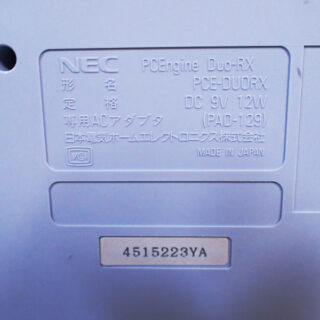 NEC PCEngine Duo-RX
形 名 PCE-DUORX
定 格 DC 9V 12W
専用ACアダプタ (PAD-129)
日本電気ホームエレクトロニクス株式会社
MADE IN JAPAN
VCI
4515223YA